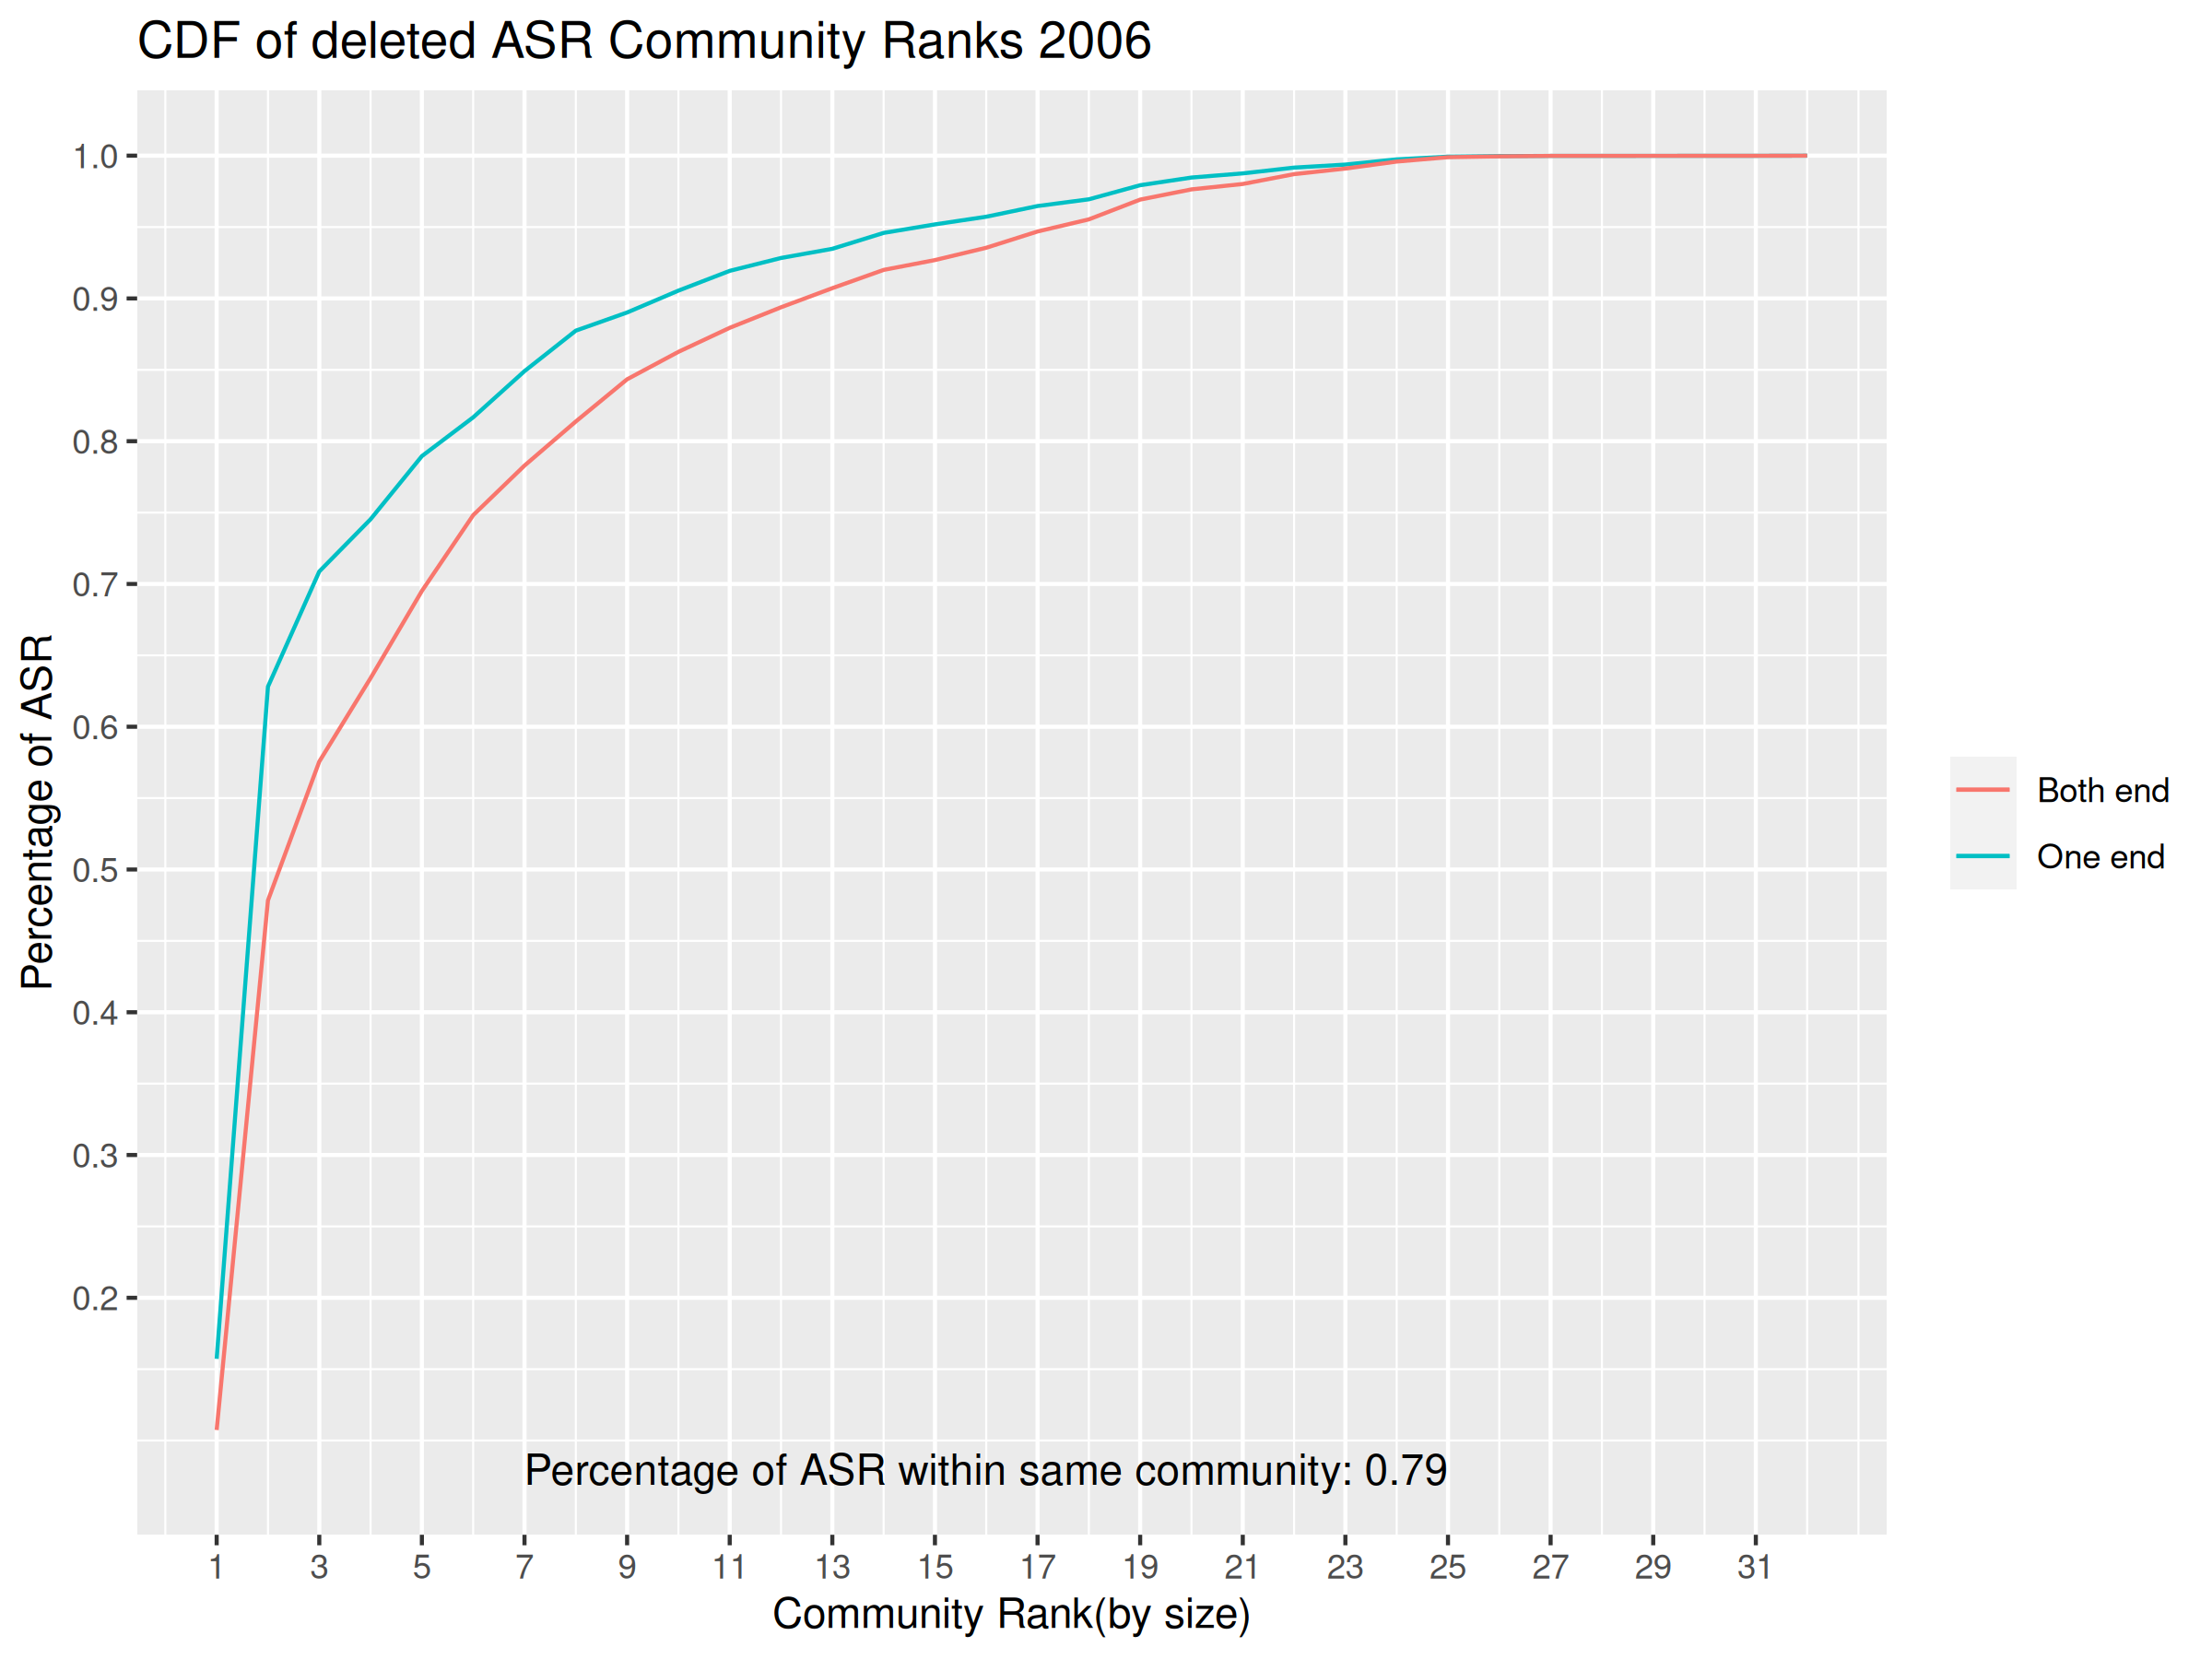 CDF of deleted ASR Community Ranks 2006
Percentage of ASR
1.0
0.9
0.8
0.7
0.6
0.5
0.4
0.3
0.2
Percentage of ASR within same community: 0.79
1 3 5 7 9 11 13 15 17 19 21 23 25 27 29 31
Community Rank(by size)
Both end
One end